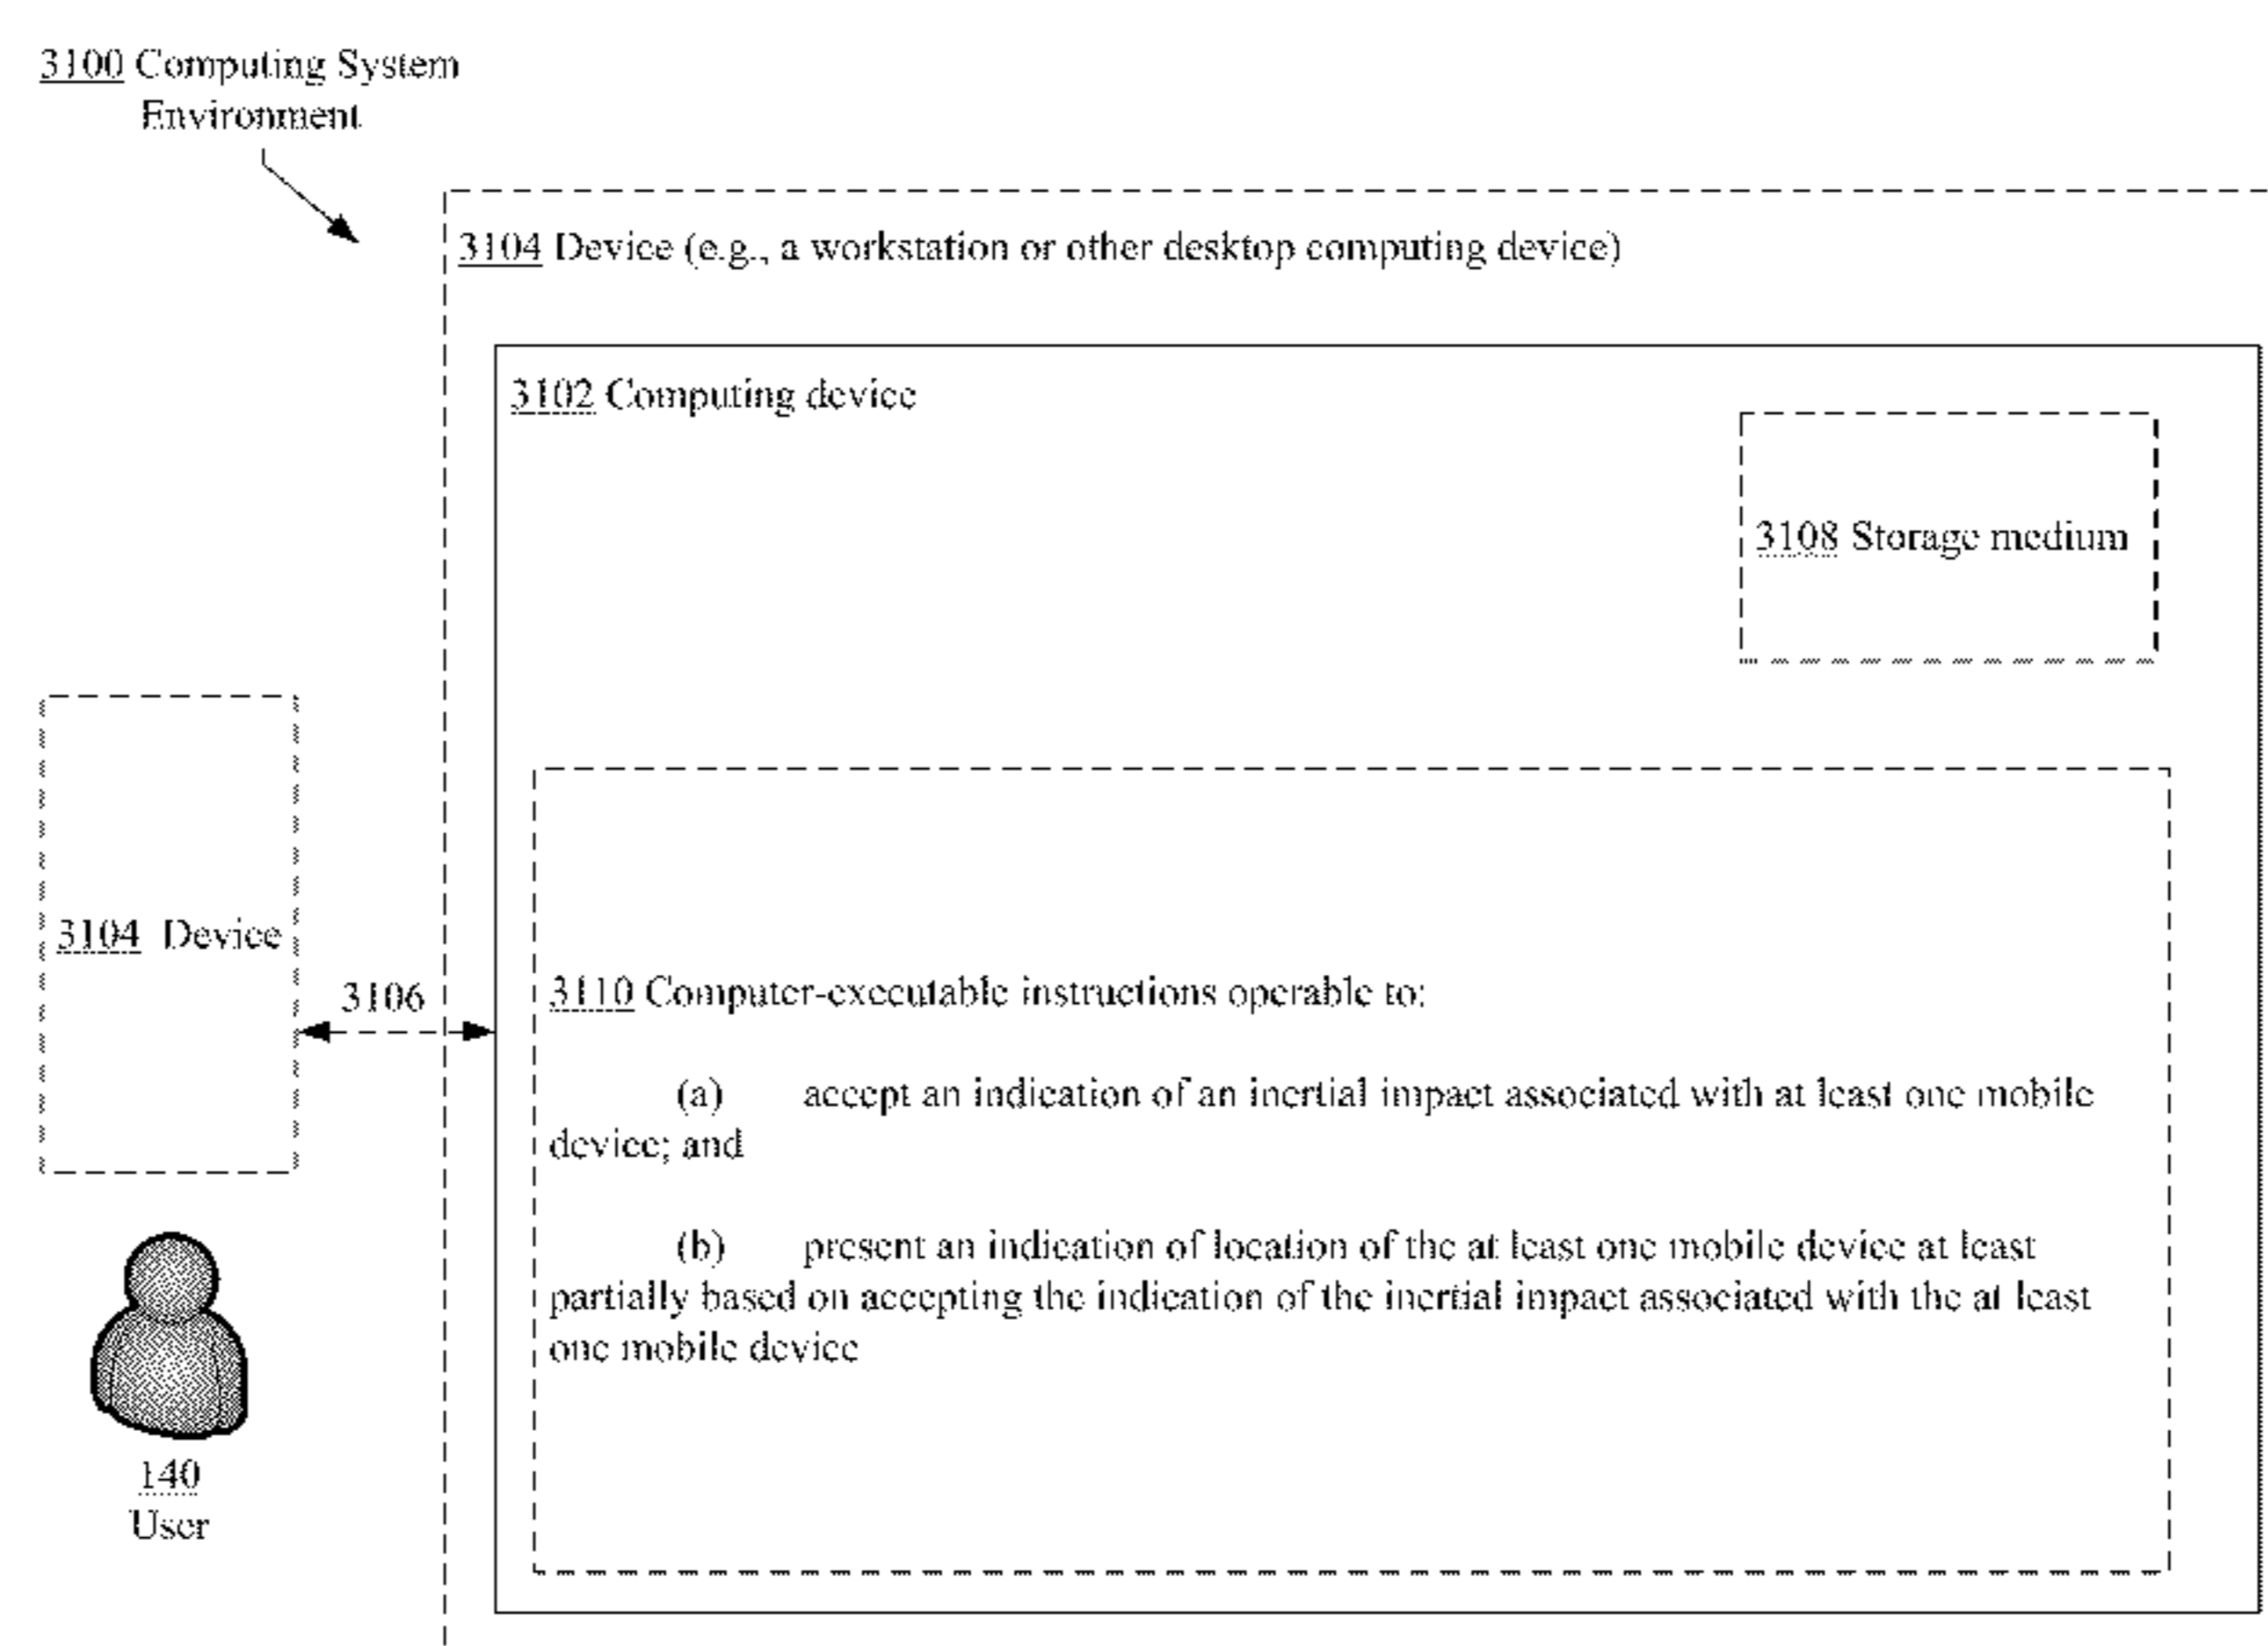 3100 Computing System
Environment
3104 Device (e.g., a workstation or other desktop computing device)
3102 Computing device
3108 Storage medium
3104 Device
3106
3110 Computer-executable instructions operable to:
(a) accept an indication of an inertial impact associated with at least one mobile
device; and
(b) present an indication of location of the at least one mobile device at least
partially based on accepting the indication of the inertial impact associated with the at least
one mobile device
140
User